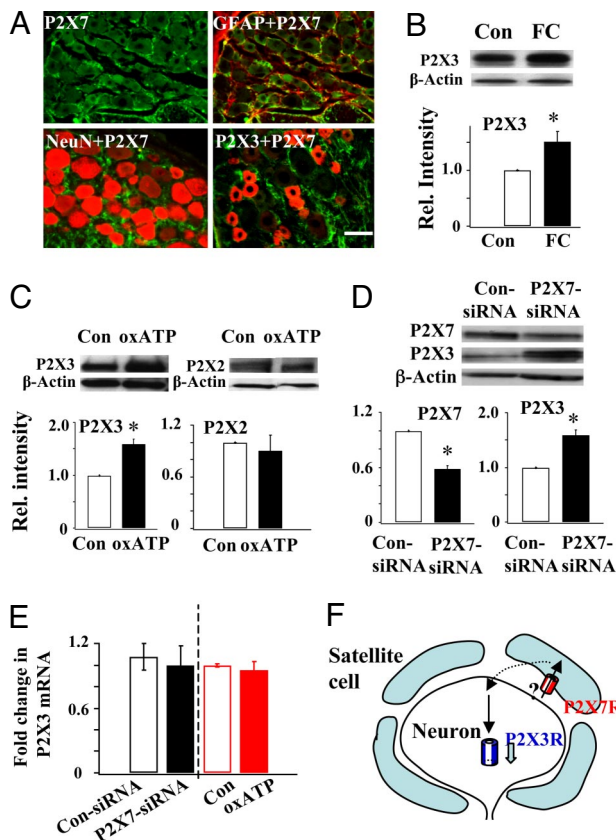 A
P2X7
GFAP+P2X7
NeuN+P2X7
P2X3+P2X7
B
Con FC
P2X3
β-Actin
Rel. Intensity
P2X3
*
1.0
0
Con FC
C
Con oxATP
P2X3
β-Actin
Con oxATP
P2X2
β-Actin
Rel. intensity
2.0
1.0
0
P2X3
*
Con oxATP
1.2
0.6
0
P2X2
Con oxATP
D
Con-
siRNA
P2X7-
siRNA
P2X7
P2X3
β-Actin
1.2
0.6
0
P2X7
*
Con-
siRNA
P2X7-
siRNA
2.0
1.0
0
P2X3
*
Con-
siRNA
P2X7-
siRNA
E
Fold change in
P2X3 mRNA
1.2
0.6
0
Con-siRNA
P2X7-siRNA
Con
oxATP
F
Satellite
cell
?
P2X7R
Neuron
P2X3R